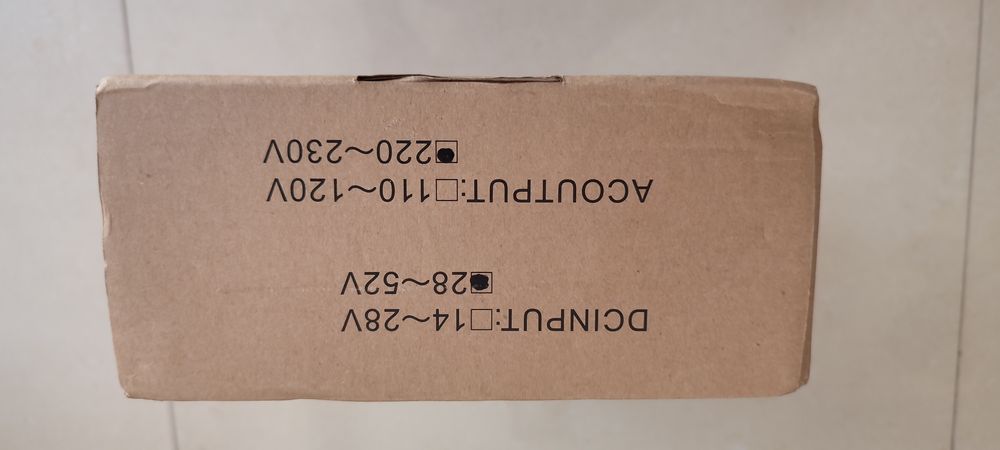 DCINPUT:□14～28V
▣28～52V
ACOUTPUT:□110～120V
▣220～230V